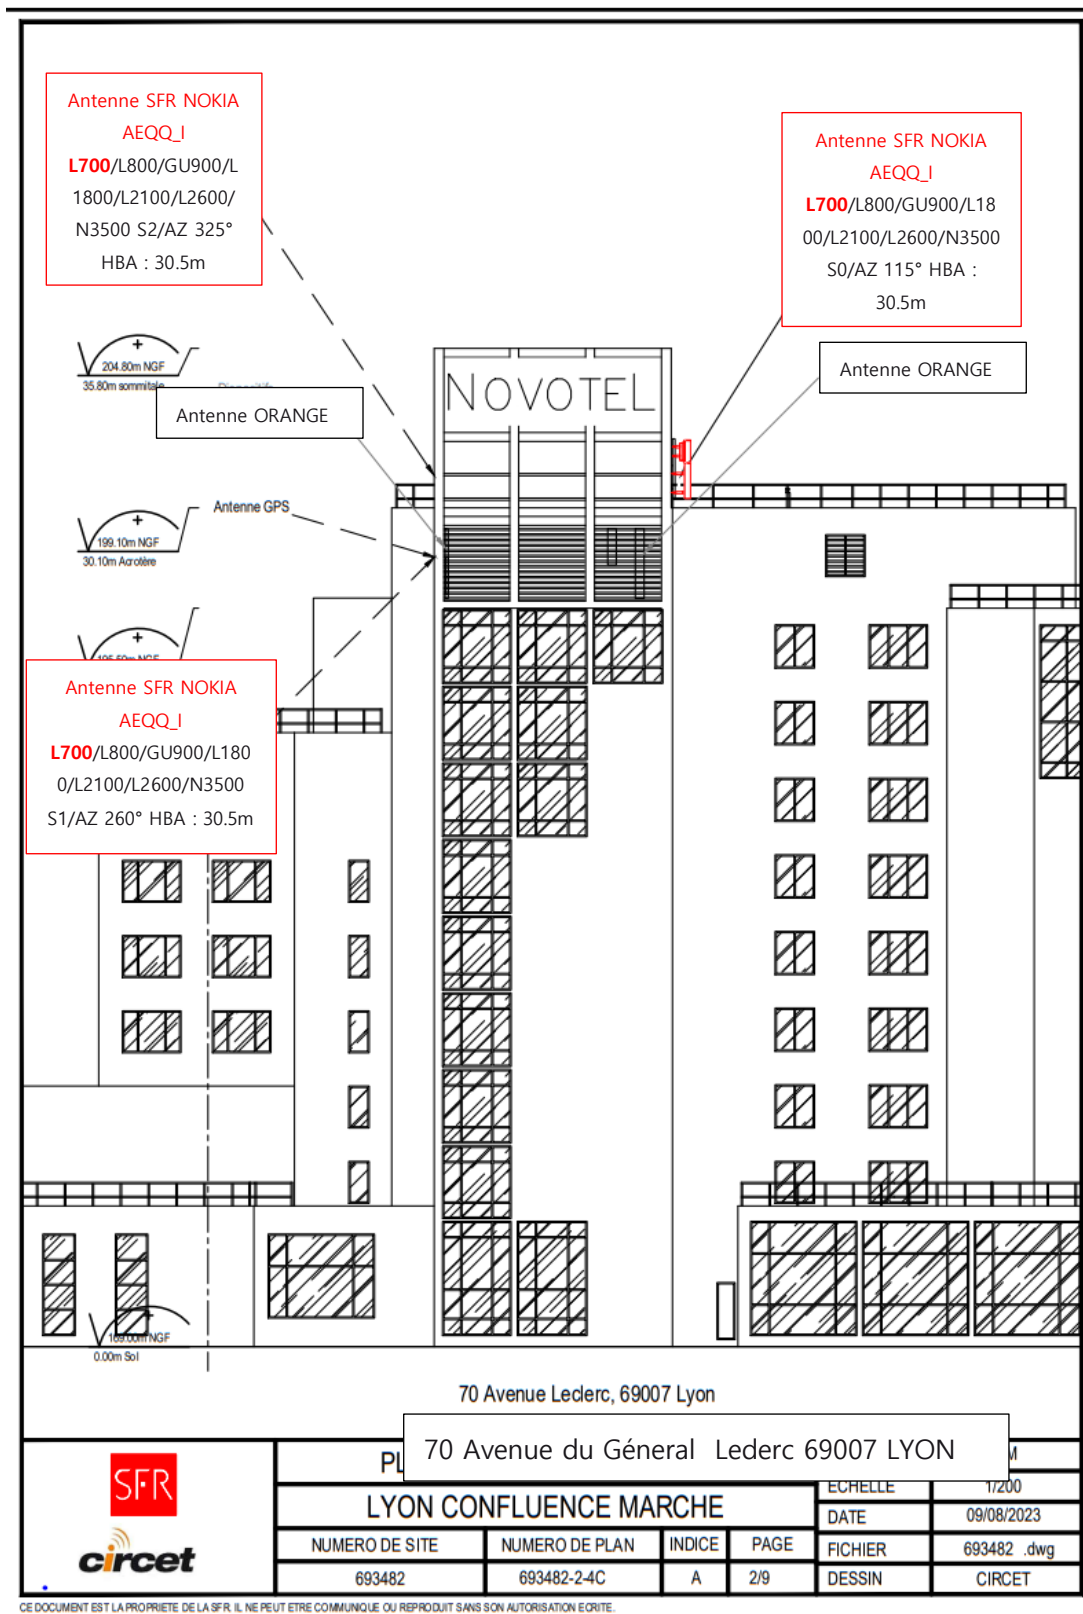 Antenne SFR NOKIA
AEQQ_I
L700/L800/GU900/L
1800/L2100/L2600/
N3500 S2/AZ 325°
HBA : 30.5m
Antenne SFR NOKIA
AEQQ_I
L700/L800/GU900/L18
00/L2100/L2600/N3500
S0/AZ 115° HBA :
30.5m
204.80m NGF
35.80m sommitale
Antenne ORANGE
Antenne ORANGE
NOVOTEL
Antenne GPS
199.10m NGF
30.10m Acrotère
Antenne SFR NOKIA
AEQQ_I
L700/L800/GU900/L180
0/L2100/L2600/N3500
S1/AZ 260° HBA : 30.5m
169.00m NGF
0.00m Sol
70 Avenue Leclerc, 69007 Lyon
70 Avenue du Géneral Lederc 69007 LYON
SFR
circet
LYON CONFLUENCE MARCHE
NUMERO DE SITE
NUMERO DE PLAN
INDICE
PAGE
693482
693482-2-4C
A
2/9
ECHELLE
1/200
DATE
09/08/2023
FICHIER
693482 .dwg
DESSIN
CIRCET
CE DOCUMENT EST LA PROPRIETE DE LA SFR. IL NE PEUT ETRE COMMUNIQUE OU REPRODUIT SANS SON AUTORISATION ECRITE.